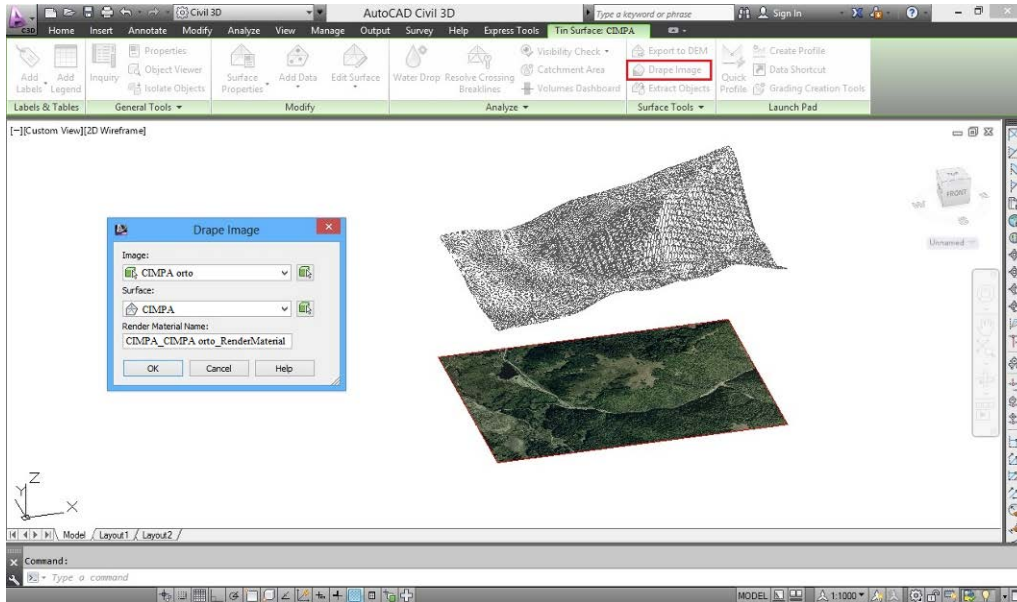 Civil 3D AutoCAD Civil 3D Type a keyword or phrase Sign In
C3D Home Insert Annotate Modify Analyze View Manage Output Survey Help Express Tools Tin Surface: CIMPA
Properties Visibility Check Export to DEM Create Profile
Object Viewer Catchment Area Drape Image Data Shortcut
Isolate Objects Volumes Dashboard Extract Objects Grading Creation Tools
Add Labels Add Legend Inquiry Surface Properties Add Data Edit Surface Water Drop Resolve Crossing Breaklines Quick Profile
Labels & Tables General Tools Modify Analyze Surface Tools Launch Pad
[-][Custom View][2D Wireframe]
FRONT
Unnamed
Drape Image
Image:
CIMPA orto
Surface:
CIMPA
Render Material Name:
CIMPA_CIMPA orto_RenderMaterial
OK Cancel Help
Z
Y
X
Model Layout1 Layout2
Command:
Type a command
MODEL 1:1000